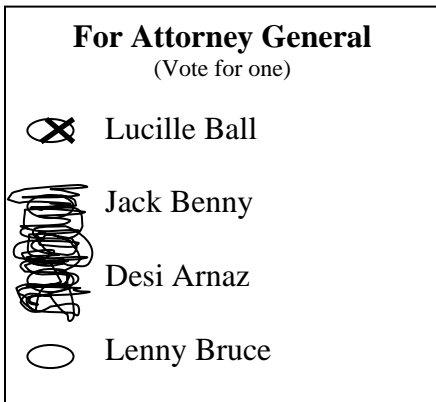 For Attorney General
(Vote for one)
Lucille Ball
Jack Benny
Desi Arnaz
Lenny Bruce